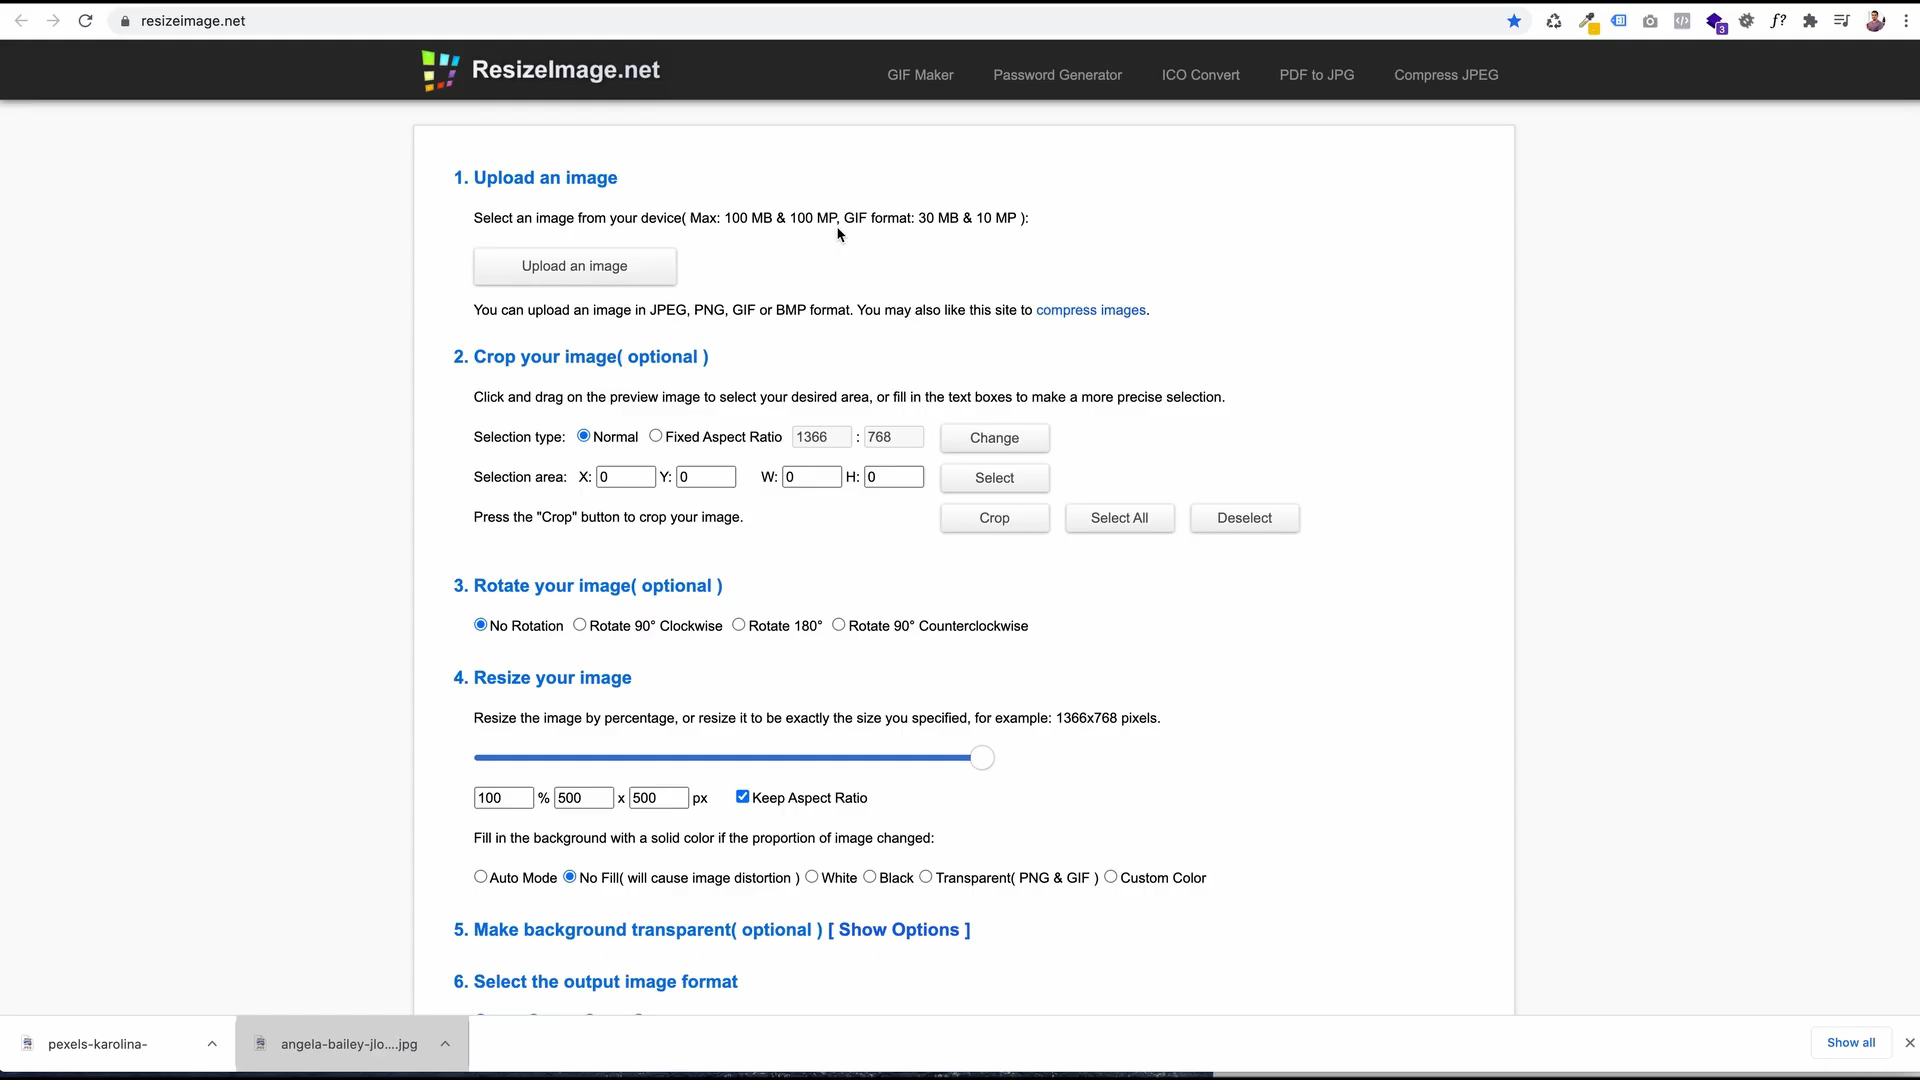 resizeimage.net
3
f?
ResizeImage.net
GIF Maker
Password Generator
ICO Convert
PDF to JPG
Compress JPEG
1. Upload an image
Select an image from your device( Max: 100 MB & 100 MP, GIF format: 30 MB & 10 MP ):
Upload an image
You can upload an image in JPEG, PNG, GIF or BMP format. You may also like this site to compress images.
2. Crop your image( optional )
Click and drag on the preview image to select your desired area, or fill in the text boxes to make a more precise selection.
Selection type: Normal Fixed Aspect Ratio 1366 : 768 Change
Selection area: X: 0 Y: 0 W: 0 H: 0 Select
Press the "Crop" button to crop your image. Crop Select All Deselect
3. Rotate your image( optional )
No Rotation Rotate 90° Clockwise Rotate 180° Rotate 90° Counterclockwise
4. Resize your image
Resize the image by percentage, or resize it to be exactly the size you specified, for example: 1366x768 pixels.
100 % 500 x 500 px Keep Aspect Ratio
Fill in the background with a solid color if the proportion of image changed:
Auto Mode No Fill( will cause image distortion ) White Black Transparent( PNG & GIF ) Custom Color
5. Make background transparent( optional ) [ Show Options ]
6. Select the output image format
pexels-karolina-
angela-bailey-jlo....jpg
Show all